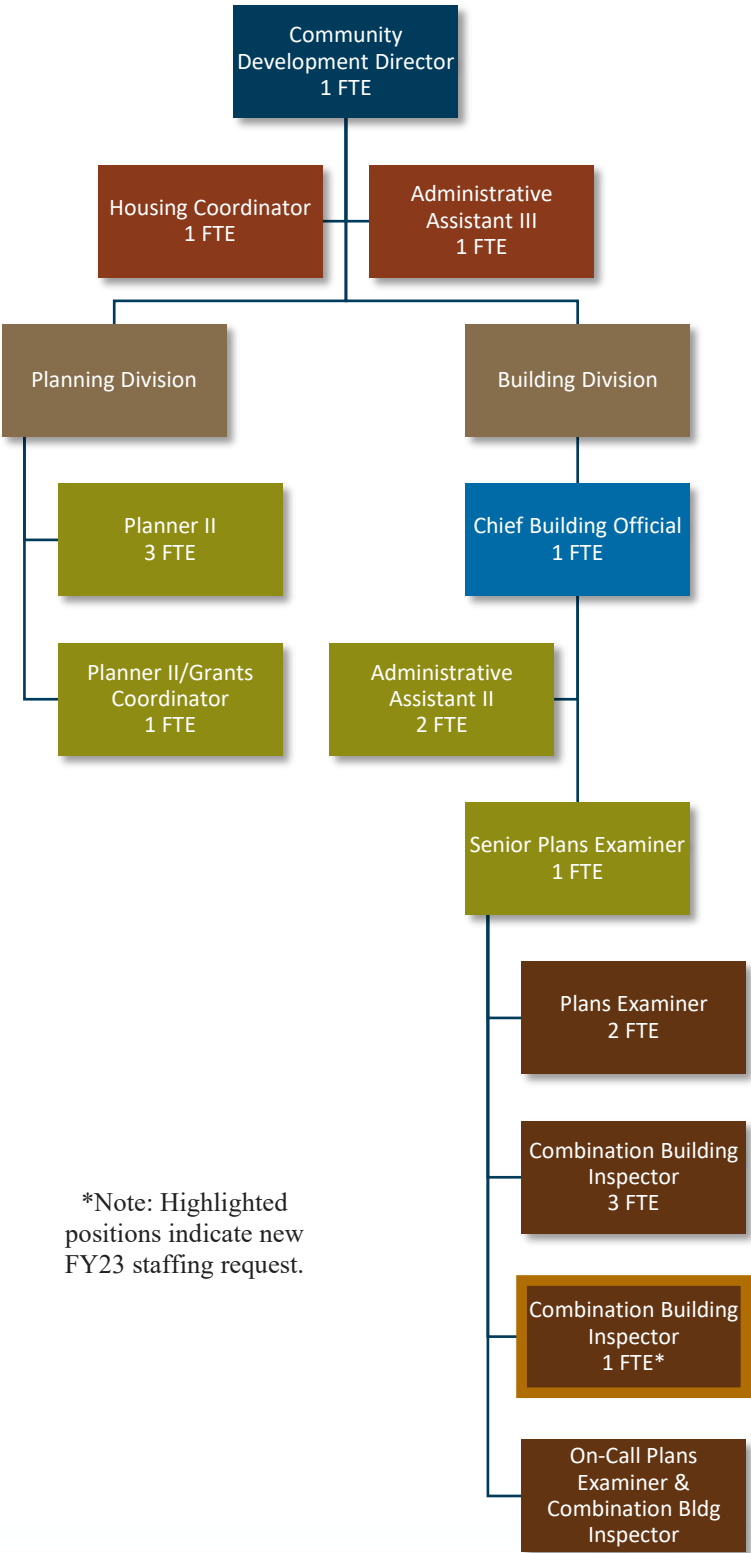 Community
Development Director
1 FTE
Housing Coordinator
1 FTE
Administrative
Assistant III
1 FTE
Planning Division
Building Division
Planner II
3 FTE
Chief Building Official
1 FTE
Planner II/Grants
Coordinator
1 FTE
Administrative
Assistant II
2 FTE
Senior Plans Examiner
1 FTE
Plans Examiner
2 FTE
Combination Building
Inspector
3 FTE
*Note: Highlighted
positions indicate new
FY23 staffing request.
Combination Building
Inspector
1 FTE*
On-Call Plans
Examiner &
Combination Bldg
Inspector